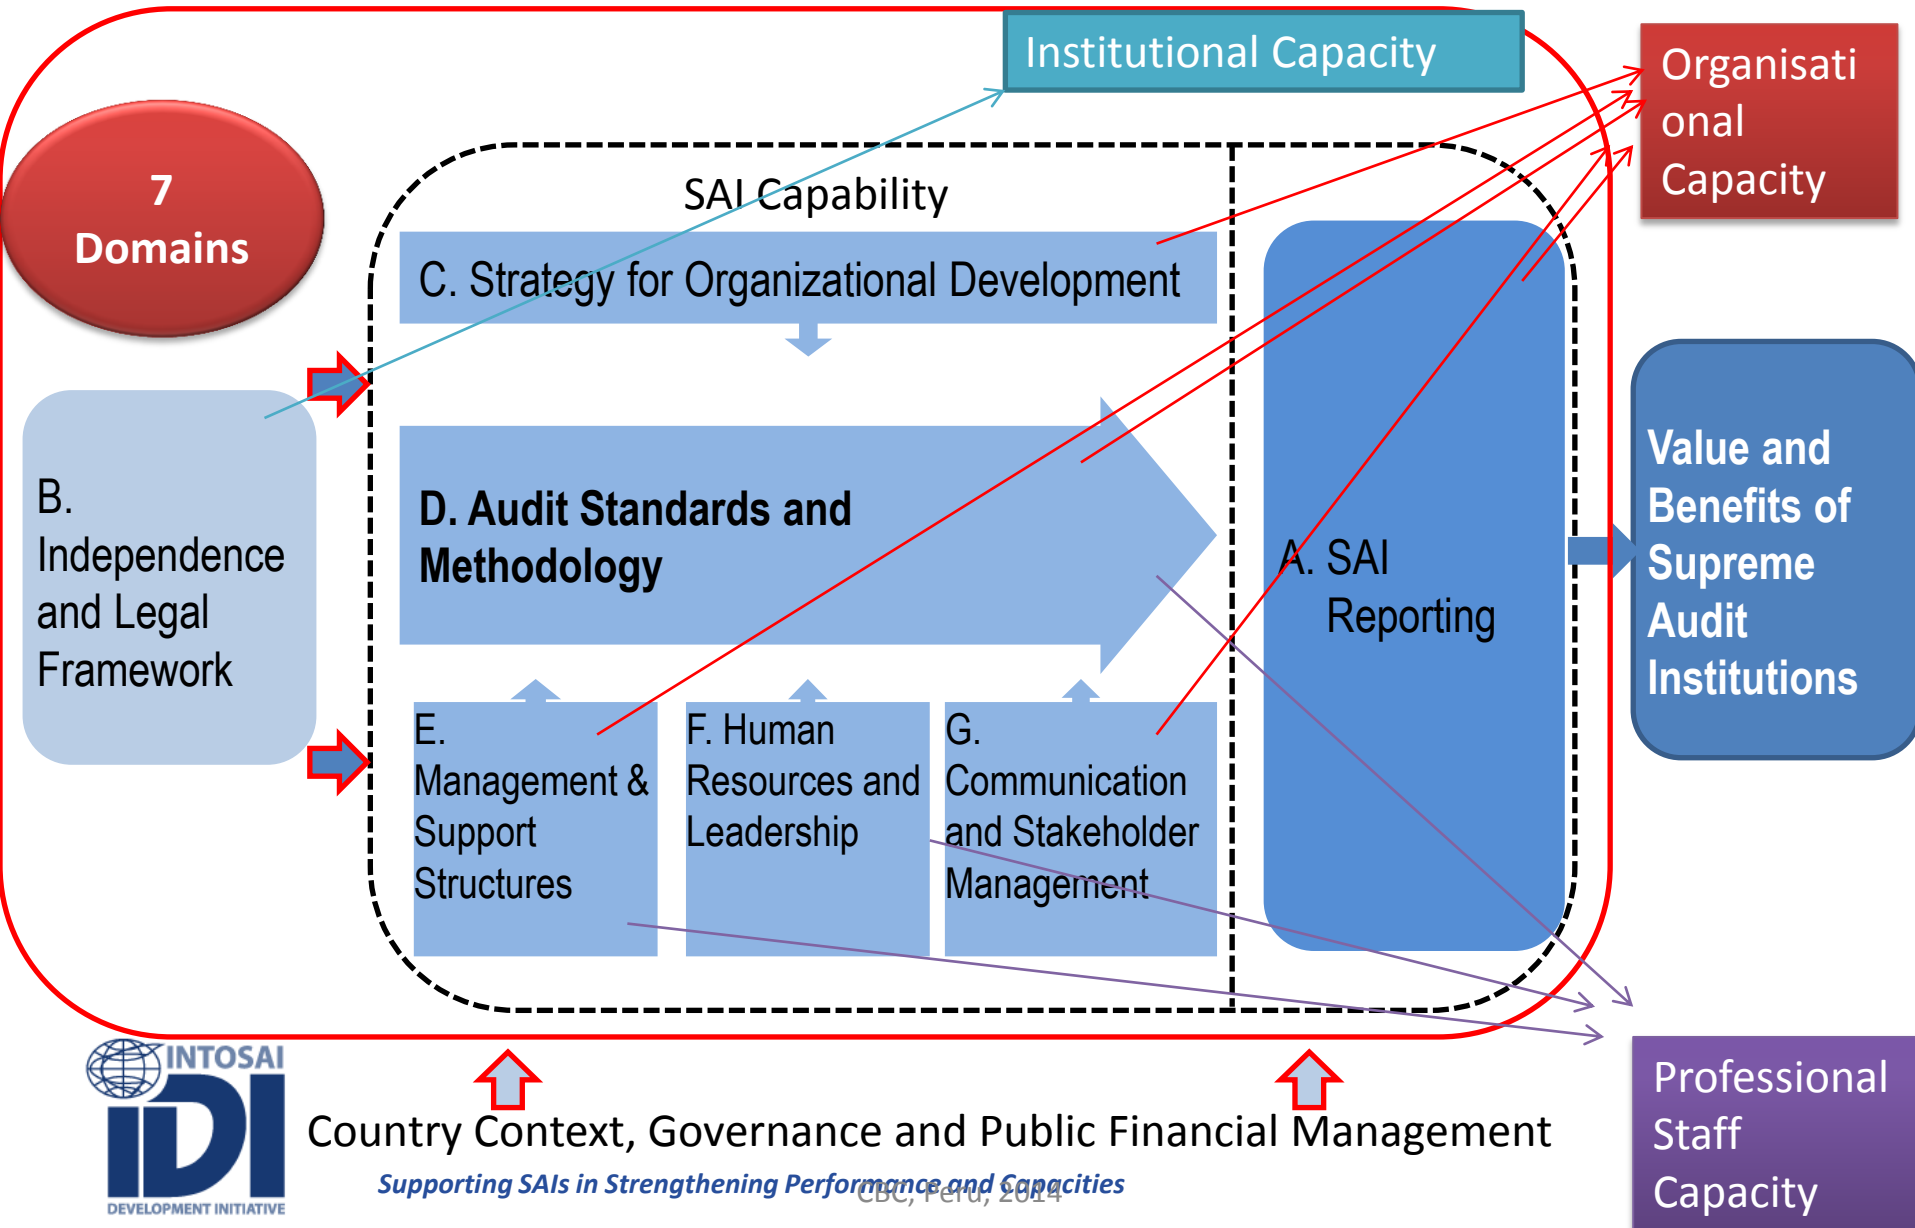 Institutional Capacity
Organisati
onal
Capacity
7
Domains
SAI Capability
C. Strategy for Organizational Development
B.
Independence
and Legal
Framework
D. Audit Standards and
Methodology
A. SAI
Reporting
Value and
Benefits of
Supreme
Audit
Institutions
E.
Management &
Support
Structures
F. Human
Resources and
Leadership
G.
Communication
and Stakeholder
Management
INTOSAI
IDI
DEVELOPMENT INITIATIVE
Country Context, Governance and Public Financial Management
Supporting SAIs in Strengthening Performance and Capacities
CBC, Peru, 2014
Professional
Staff
Capacity